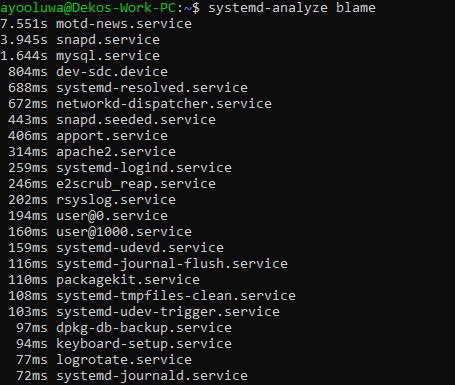 ayooluwa@Dekos-Work-PC:~$ systemd-analyze blame
7.551s motd-news.service
3.945s snapd.service
1.644s mysql.service
804ms dev-sdc.device
688ms systemd-resolved.service
672ms networkd-dispatcher.service
443ms snapd.seeded.service
406ms apport.service
314ms apache2.service
259ms systemd-logind.service
246ms e2scrub_reap.service
202ms rsyslog.service
194ms user@0.service
160ms user@1000.service
159ms systemd-udevd.service
116ms systemd-journal-flush.service
110ms packagekit.service
108ms systemd-tmpfiles-clean.service
103ms systemd-udev-trigger.service
97ms dpkg-db-backup.service
94ms keyboard-setup.service
77ms logrotate.service
72ms systemd-journald.service